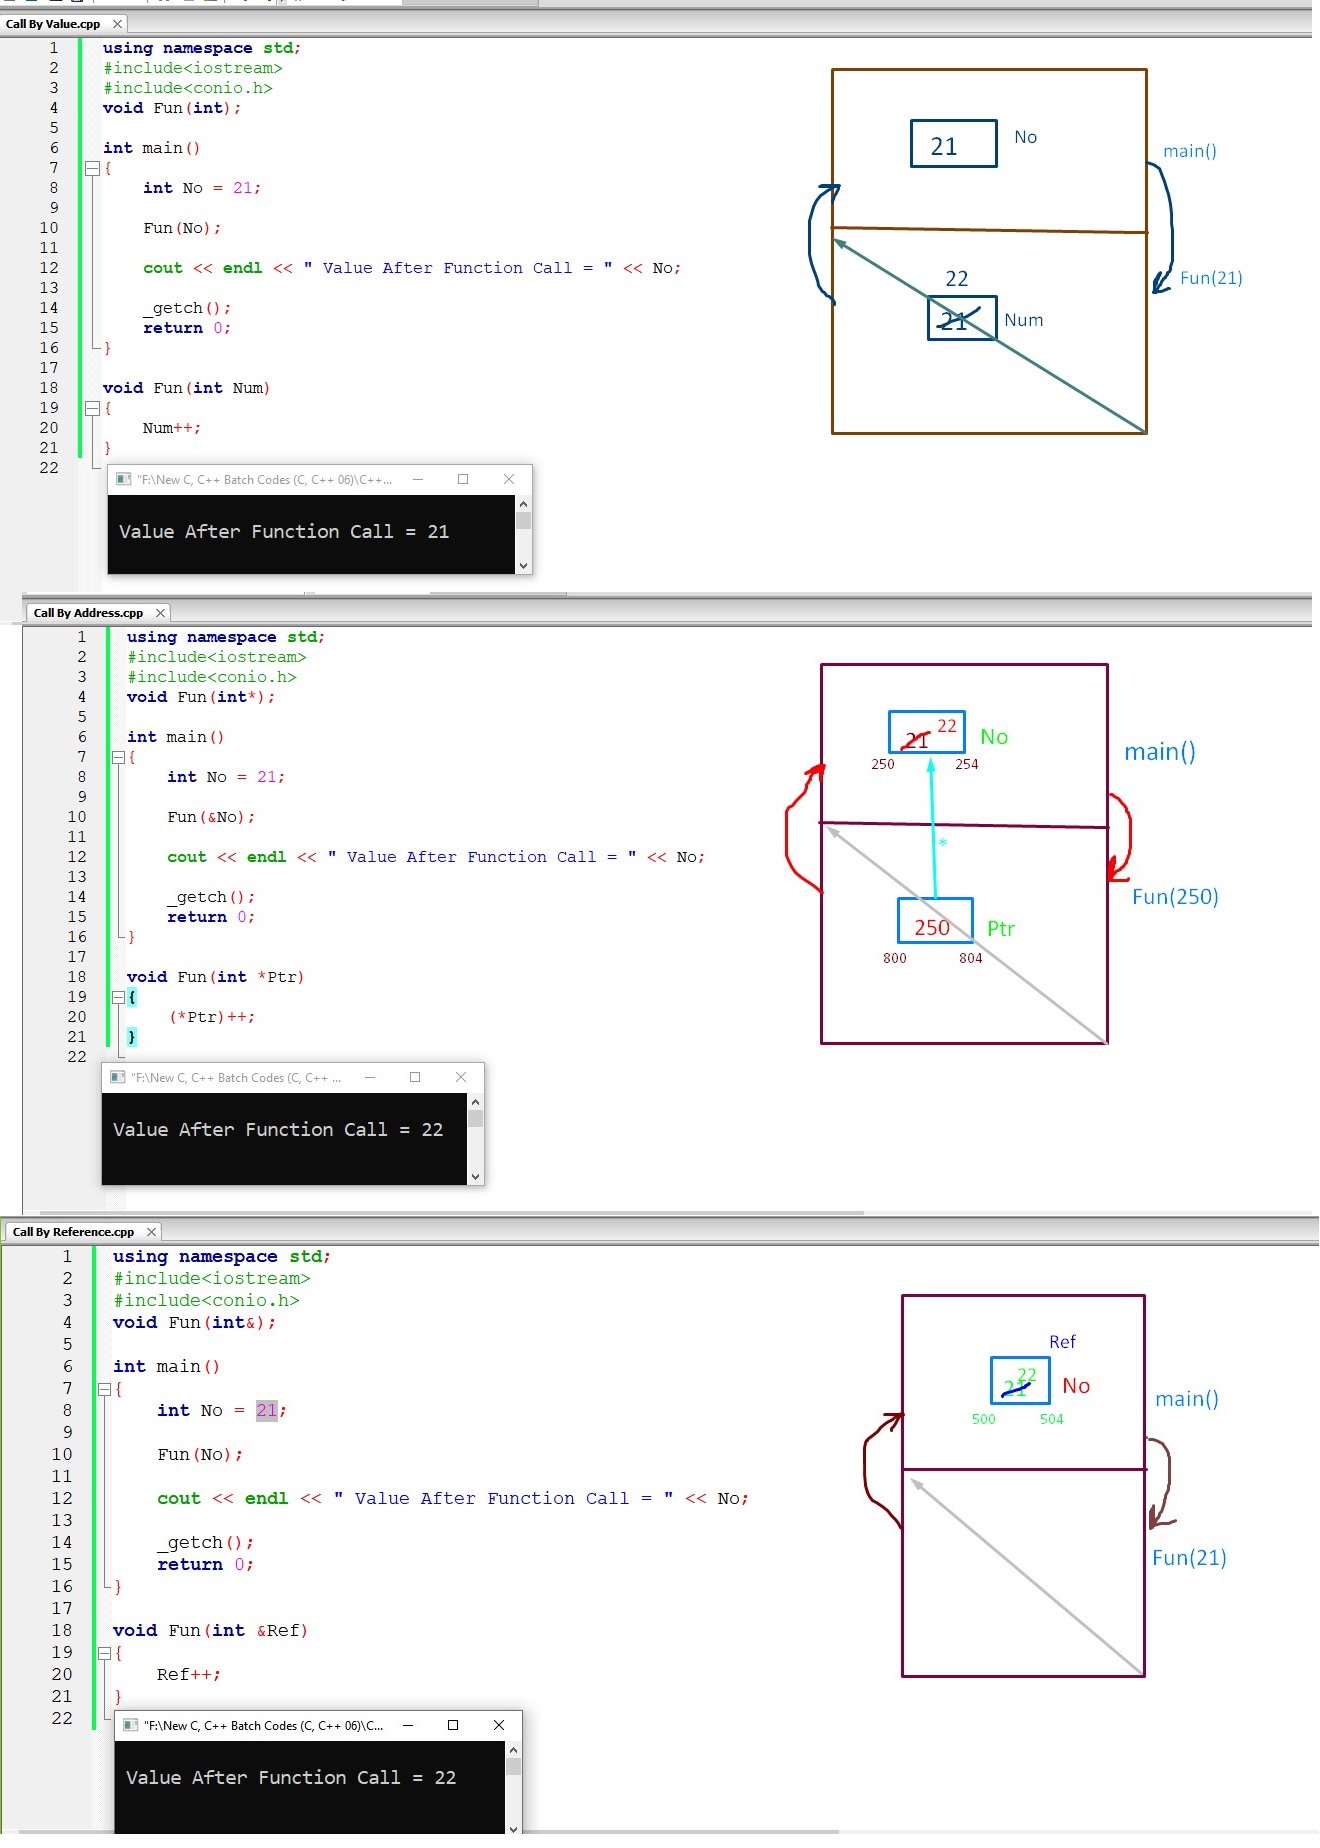 Call By Value.cpp
1 using namespace std;
2 #include<iostream>
3 #include<conio.h>
4 void Fun(int);
5
6 int main()
7 {
8 int No = 21;
9
10 Fun(No);
11
12 cout << endl << " Value After Function Call = " << No;
13
14 _getch();
15 return 0;
16 }
17
18 void Fun(int Num)
19 {
20 Num++;
21 }
22
21 No
main()
22
Fun(21)
21 Num
"F:\New C, C++ Batch Codes (C, C++ 06)\C++...
Value After Function Call = 21
Call By Address.cpp
1 using namespace std;
2 #include<iostream>
3 #include<conio.h>
4 void Fun(int*);
5
6 int main()
7 {
8 int No = 21;
9
10 Fun(&No);
11
12 cout << endl << " Value After Function Call = " << No;
13
14 _getch();
15 return 0;
16 }
17
18 void Fun(int *Ptr)
19 {
20 (*Ptr)++;
21 }
22
21 22 No
250 254
main()
*
Fun(250)
250 Ptr
800 804
"F:\New C, C++ Batch Codes (C, C++ ...
Value After Function Call = 22
Call By Reference.cpp
1 using namespace std;
2 #include<iostream>
3 #include<conio.h>
4 void Fun(int&);
5
6 int main()
7 {
8 int No = 21;
9
10 Fun(No);
11
12 cout << endl << " Value After Function Call = " << No;
13
14 _getch();
15 return 0;
16 }
17
18 void Fun(int &Ref)
19 {
20 Ref++;
21 }
22
Ref
21 22 No
500 504
main()
Fun(21)
"F:\New C, C++ Batch Codes (C, C++ 06)\C...
Value After Function Call = 22